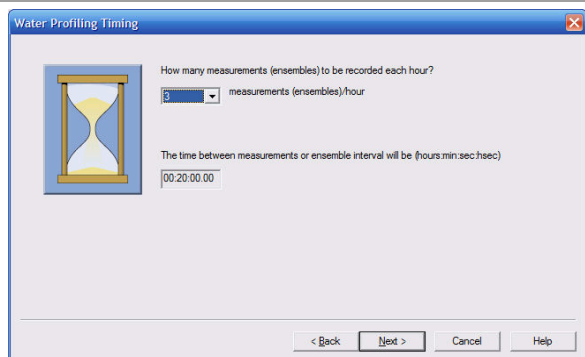 Water Profiling Timing
How many measurements (ensembles) to be recorded each hour?
3 measurements (ensembles)/hour
The time between measurements or ensemble interval will be (hours:min:sec:hsec)
00:20:00.00
< Back Next > Cancel Help